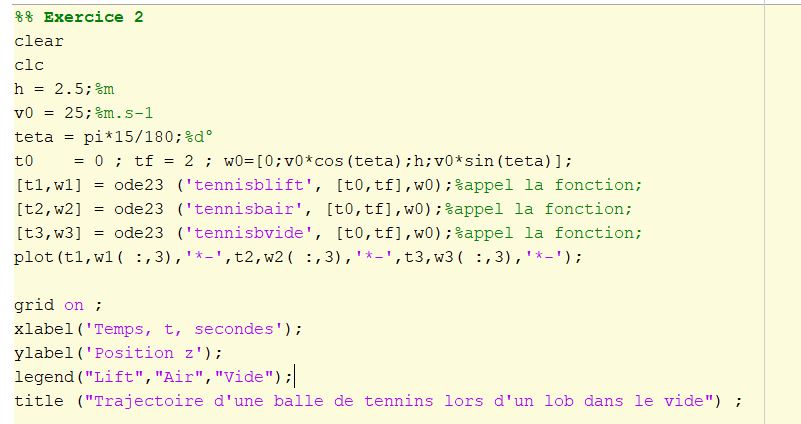 %% Exercice 2
clear
clc
h = 2.5;%m
v0 = 25;%m.s-1
teta = pi*15/180;%d°
t0    = 0 ; tf = 2 ; w0=[0;v0*cos(teta);h;v0*sin(teta)];
[t1,w1] = ode23 ('tennisblift', [t0,tf],w0);%appel la fonction;
[t2,w2] = ode23 ('tennisbair', [t0,tf],w0);%appel la fonction;
[t3,w3] = ode23 ('tennisbvide', [t0,tf],w0);%appel la fonction;
plot(t1,w1( :,3),'*-',t2,w2( :,3),'*-',t3,w3( :,3),'*-');
grid on ;
xlabel('Temps, t, secondes');
ylabel('Position z');
legend("Lift","Air","Vide");
title ("Trajectoire d'une balle de tennins lors d'un lob dans le vide") ;